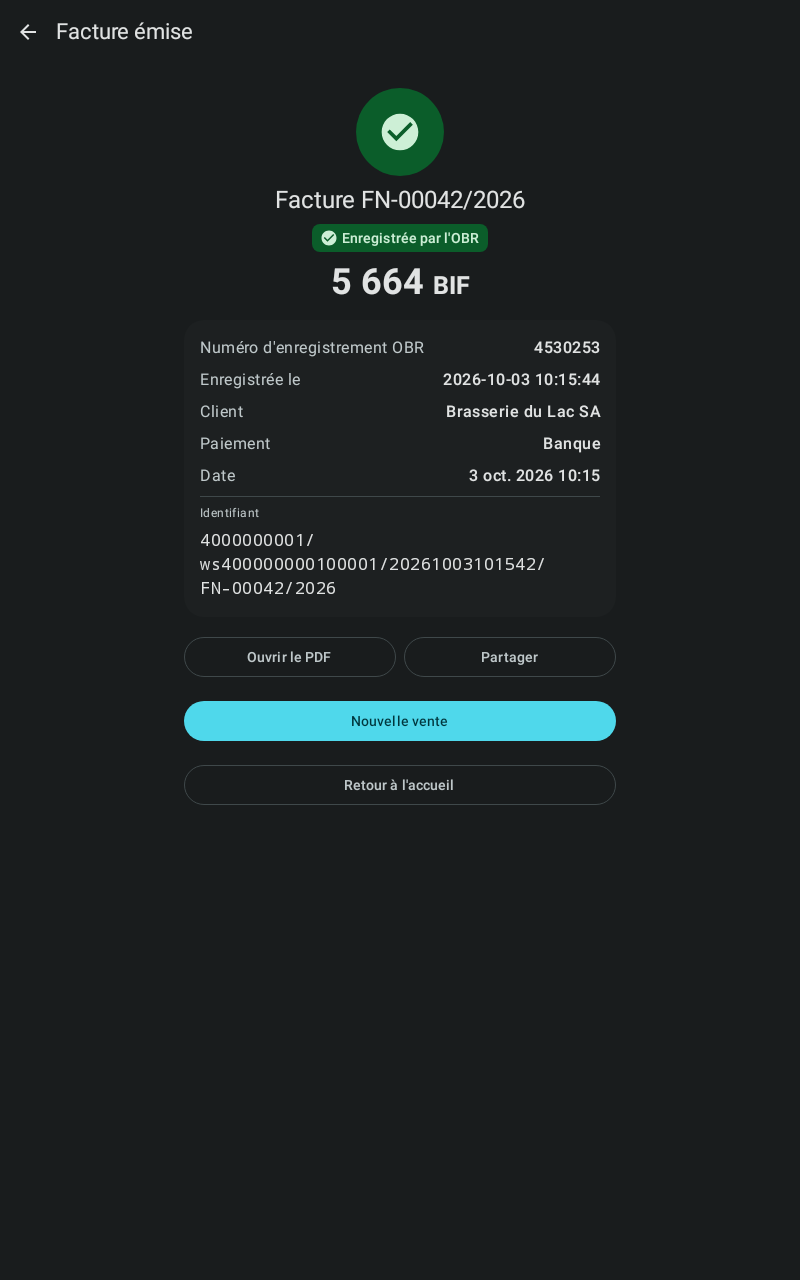 Facture émise
Facture FN-00042/2026
Enregistrée par l'OBR
5 664 BIF
Numéro d'enregistrement OBR 4530253
Enregistrée le 2026-10-03 10:15:44
Client Brasserie du Lac SA
Paiement Banque
Date 3 oct. 2026 10:15
Identifiant
4000000001/
ws400000000100001/20261003101542/
FN-00042/2026
Ouvrir le PDF Partager
Nouvelle vente
Retour à l'accueil